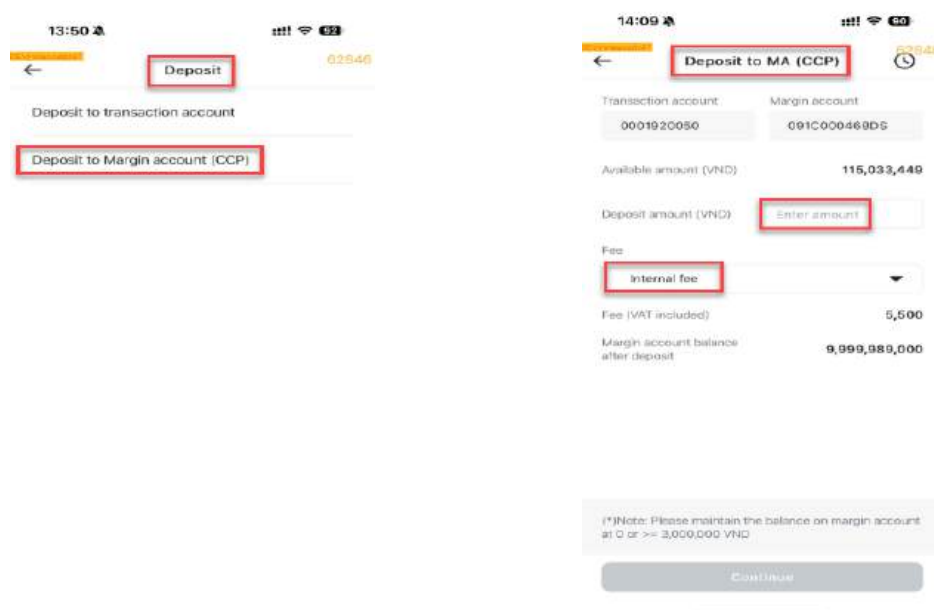 13:50
52
Deposit
62946
Deposit to transaction account
Deposit to Margin account (CCP)
14:09
60
Deposit to MA (CCP)
Transaction account
Margin account
0001920050
Available amount (VND)
115,033,449
Deposit amount (VND)
Enter amount
Fee
Internal fee
Fee (VAT included)
5,500
Margin account balance
after deposit
9,999,989,000
(*)Note: Please maintain the balance on margin account
at 0 or >= 3,000,000 VND
Continue